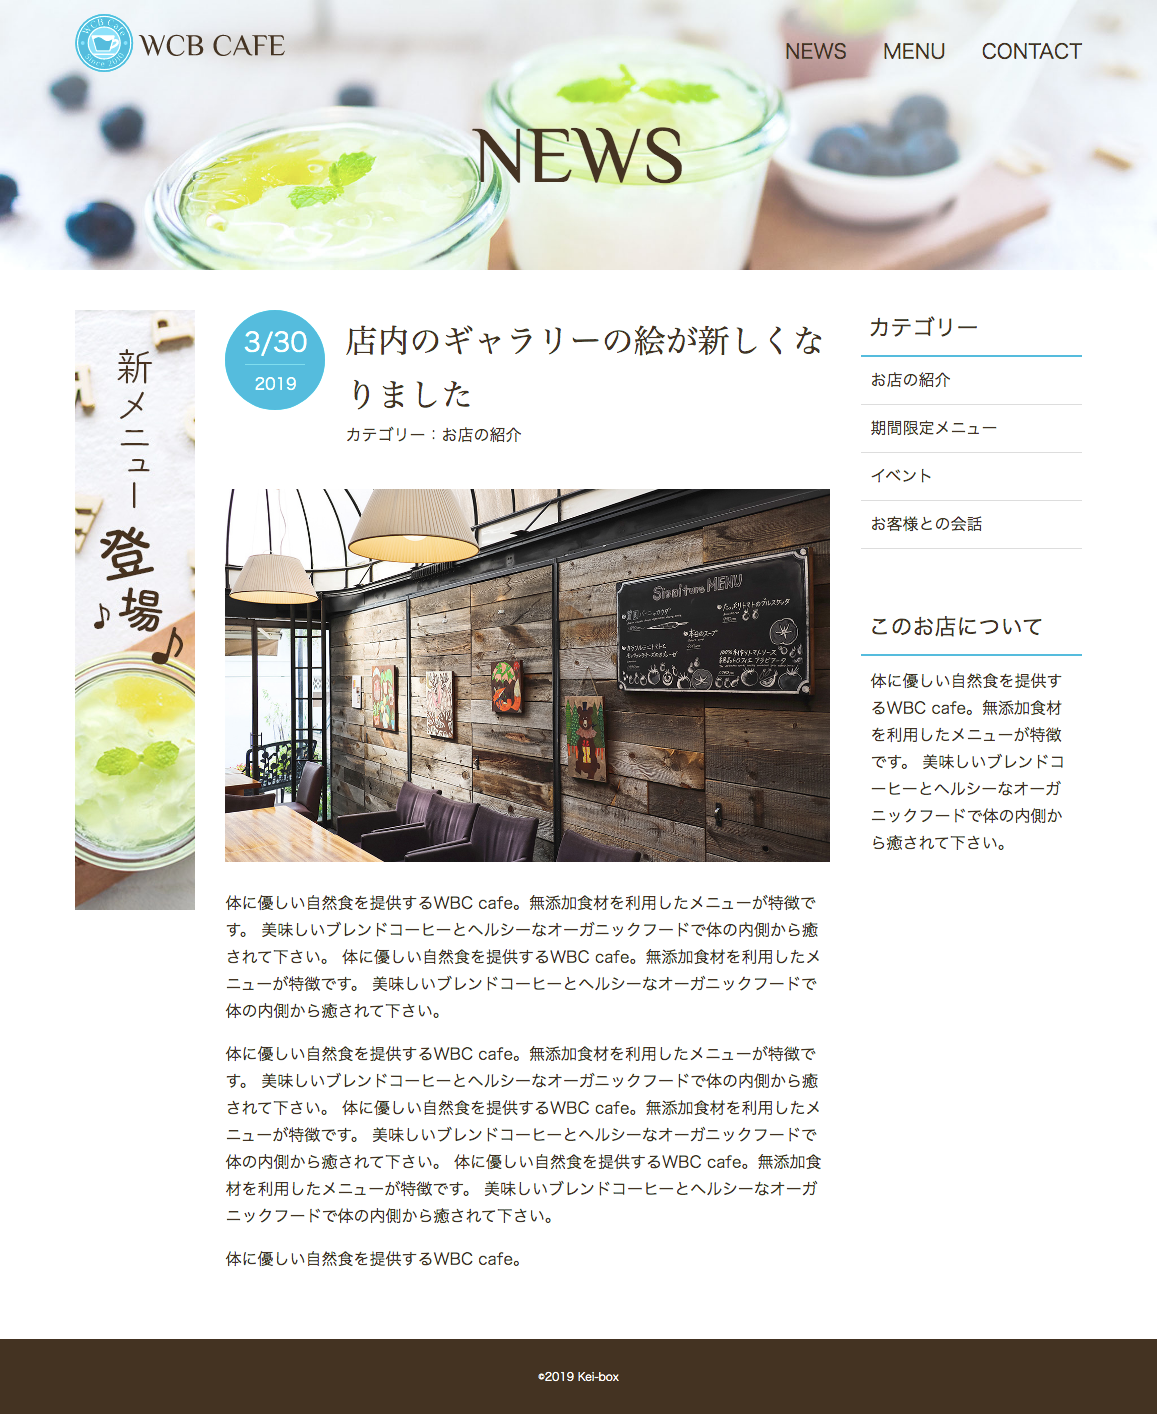 WCB Cafe
Since 2010
WCB CAFE
NEWS
MENU
CONTACT
NEWS
新メニュー
登場
3/30
2019
店内のギャラリーの絵が新しくな
りました
カテゴリー：お店の紹介
Signiture MENU
本日のスープ
体に優しい自然食を提供するWBC cafe。無添加食材を利用したメニューが特徴で
す。 美味しいブレンドコーヒーとヘルシーなオーガニックフードで体の内側から癒
されて下さい。 体に優しい自然食を提供するWBC cafe。無添加食材を利用したメ
ニューが特徴です。 美味しいブレンドコーヒーとヘルシーなオーガニックフードで
体の内側から癒されて下さい。
体に優しい自然食を提供するWBC cafe。無添加食材を利用したメニューが特徴で
す。 美味しいブレンドコーヒーとヘルシーなオーガニックフードで体の内側から癒
されて下さい。 体に優しい自然食を提供するWBC cafe。無添加食材を利用したメ
ニューが特徴です。 美味しいブレンドコーヒーとヘルシーなオーガニックフードで
体の内側から癒されて下さい。 体に優しい自然食を提供するWBC cafe。無添加食
材を利用したメニューが特徴です。 美味しいブレンドコーヒーとヘルシーなオーガ
ニックフードで体の内側から癒されて下さい。
体に優しい自然食を提供するWBC cafe。
カテゴリー
お店の紹介
期間限定メニュー
イベント
お客様との会話
このお店について
体に優しい自然食を提供す
るWBC cafe。無添加食材
を利用したメニューが特徴
です。 美味しいブレンドコ
ーヒーとヘルシーなオーガ
ニックフードで体の内側か
ら癒されて下さい。
©2019 Kei-box